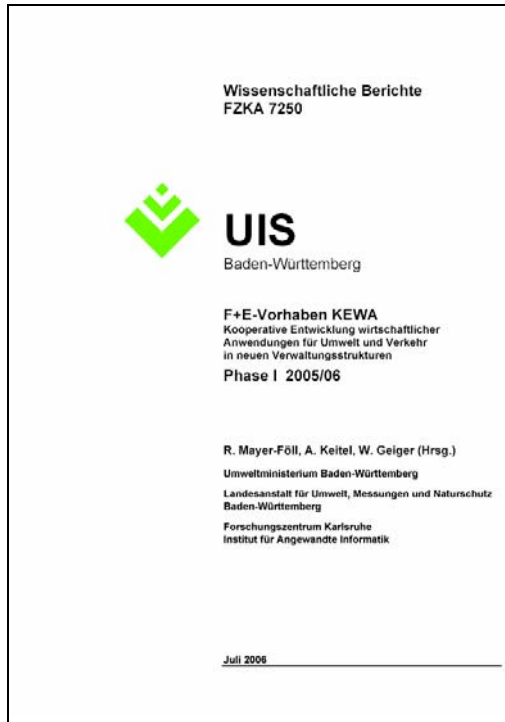 Wissenschaftliche Berichte
FZKA 7250
UIS
Baden-Württemberg
F+E-Vorhaben KEWA
Kooperative Entwicklung wirtschaftlicher
Anwendungen für Umwelt und Verkehr
in neuen Verwaltungsstrukturen
Phase I 2005/06
R. Mayer-Föll, A. Keitel, W. Geiger (Hrsg.)
Umweltministerium Baden-Württemberg
Landesanstalt für Umwelt, Messungen und Naturschutz
Baden-Württemberg
Forschungszentrum Karlsruhe
Institut für Angewandte Informatik
Juli 2006